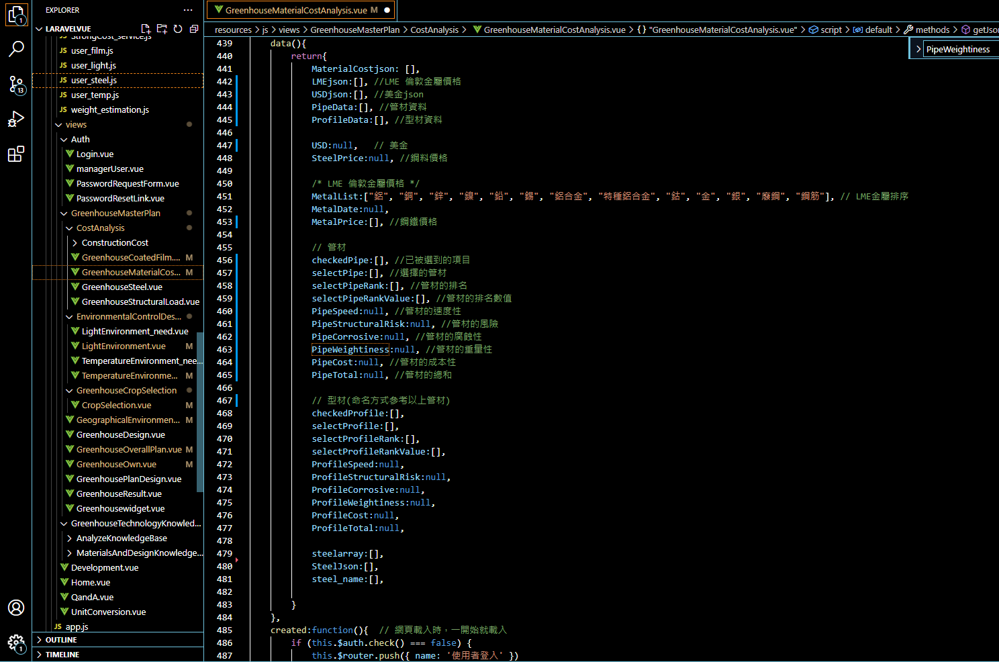 EXPLORER
LARAVELVUE
StrongCost_service.js
JS user_film.js
JS user_light.js
JS user_steel.js
JS user_temp.js
JS weight_estimation.js
views
Auth
Login.vue
managerUser.vue
PasswordRequestForm.vue
PasswordResetLink.vue
GreenhouseMasterPlan
CostAnalysis
ConstructionCost
GreenhouseCoatedFilm.... M
GreenhouseMaterialCos... M
GreenhouseSteel.vue
GreenhouseStructuralLoad.vue
EnvironmentalControlDes...
LightEnvironment_need.vue
LightEnvironment.vue M
TemperatureEnvironment_nee...
TemperatureEnvironme... M
GreenhouseCropSelection
CropSelection.vue M
GeographicalEnvironmen... M
GreenhouseDesign.vue
GreenhouseOverallPlan.vue M
GreenhouseOwn.vue M
GreenhousePlanDesign.vue
GreenhouseResult.vue
Greenhousewidget.vue
GreenhouseTechnologyKnowled...
AnalyzeKnowledgeBase
MaterialsAndDesignKnowledge...
Development.vue
Home.vue
QandA.vue
UnitConversion.vue
JS app.js
OUTLINE
TIMELINE
1
13
1
GreenhouseMaterialCostAnalysis.vue M
resources > js > views > GreenhouseMasterPlan > CostAnalysis > GreenhouseMaterialCostAnalysis.vue > {} "GreenhouseMaterialCostAnalysis.vue" > script > default > methods > getJson
PipeWeightiness
439 data(){
440 return{
441 MaterialCostjson: [],
442 LMEjson:[], //LME 倫敦金屬價格
443 USDjson:[], //美金json
444 PipeData:[], //管材資料
445 ProfileData:[], //型材資料
446
447 USD:null, // 美金
448 SteelPrice:null, //鋼料價格
449
450 /* LME 倫敦金屬價格 */
451 MetalList:["鋁", "銅", "鋅", "鎳", "鉛", "錫", "鋁合金", "特種鋁合金", "鈷", "金", "銀", "廢鋼", "鋼筋"], // LME金屬排序
452 MetalDate:null,
453 MetalPrice:[], //鋼鐵價格
454
455 // 管材
456 checkedPipe:[], //已被選到的項目
457 selectPipe:[], //選擇的管材
458 selectPipeRank:[], //管材的排名
459 selectPipeRankValue:[], //管材的排名數值
460 PipeSpeed:null, //管材的速度性
461 PipeStructuralRisk:null, //管材的風險
462 PipeCorrosive:null, //管材的腐蝕性
463 PipeWeightiness:null, //管材的重量性
464 PipeCost:null, //管材的成本性
465 PipeTotal:null, //管材的總和
466
467 // 型材(命名方式參考以上管材)
468 checkedProfile:[],
469 selectProfile:[],
470 selectProfileRank:[],
471 selectProfileRankValue:[],
472 ProfileSpeed:null,
473 ProfileStructuralRisk:null,
474 ProfileCorrosive:null,
475 ProfileWeightiness:null,
476 ProfileCost:null,
477 ProfileTotal:null,
478
479 steelarray:[],
480 SteelJson:[],
481 steel_name:[],
482
483 }
484 },
485 created:function(){ // 網頁載入時，一開始就載入
486 if (this.$auth.check() === false) {
487 this.$router.push({ name: '使用者登入' })